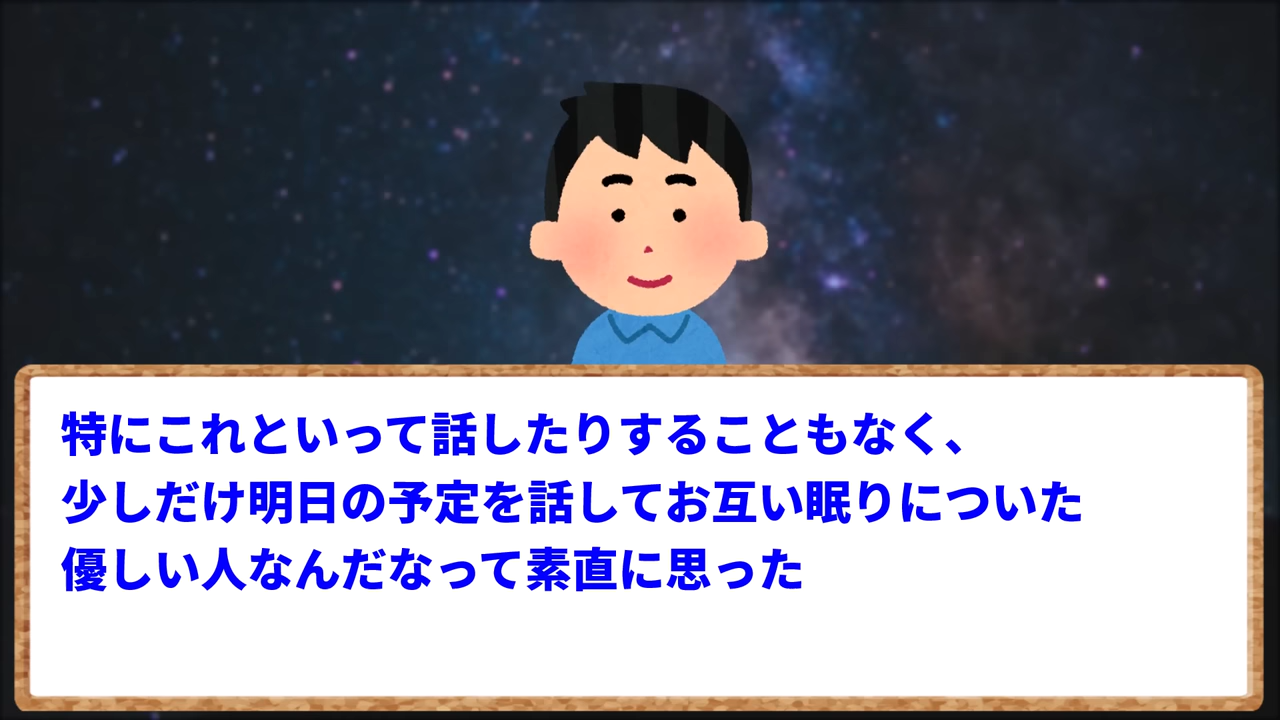 特にこれといって話したりすることもなく、
少しだけ明日の予定を話してお互い眠りについた
優しい人なんだなって素直に思った